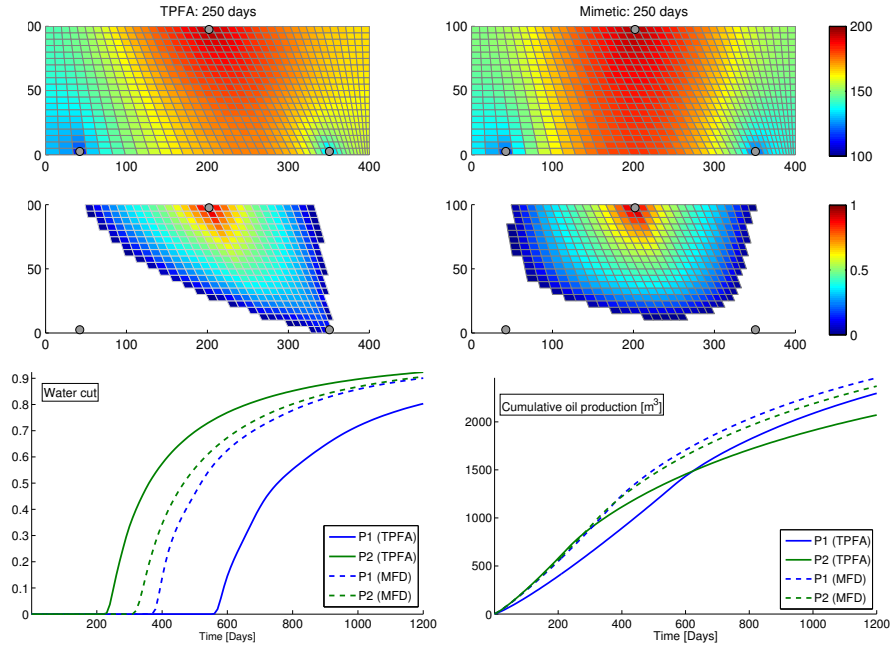 TPFA: 250 days
Mimetic: 250 days
00
50
0
0 100 200 300 400
100
50
0
0 100 200 300 400
200
150
100
00
50
0
0 100 200 300 400
100
50
0
0 100 200 300 400
1
0.5
0
Water cut
0.9
0.8
0.7
0.6
0.5
0.4
0.3
0.2
0.1
0
200 400 600 800 1000 1200
Time [Days]
P1 (TPFA)
P2 (TPFA)
P1 (MFD)
P2 (MFD)
Cumulative oil production [m³]
2000
1500
1000
500
0
0 200 400 600 800 1000 1200
Time [Days]
P1 (TPFA)
P2 (TPFA)
P1 (MFD)
P2 (MFD)